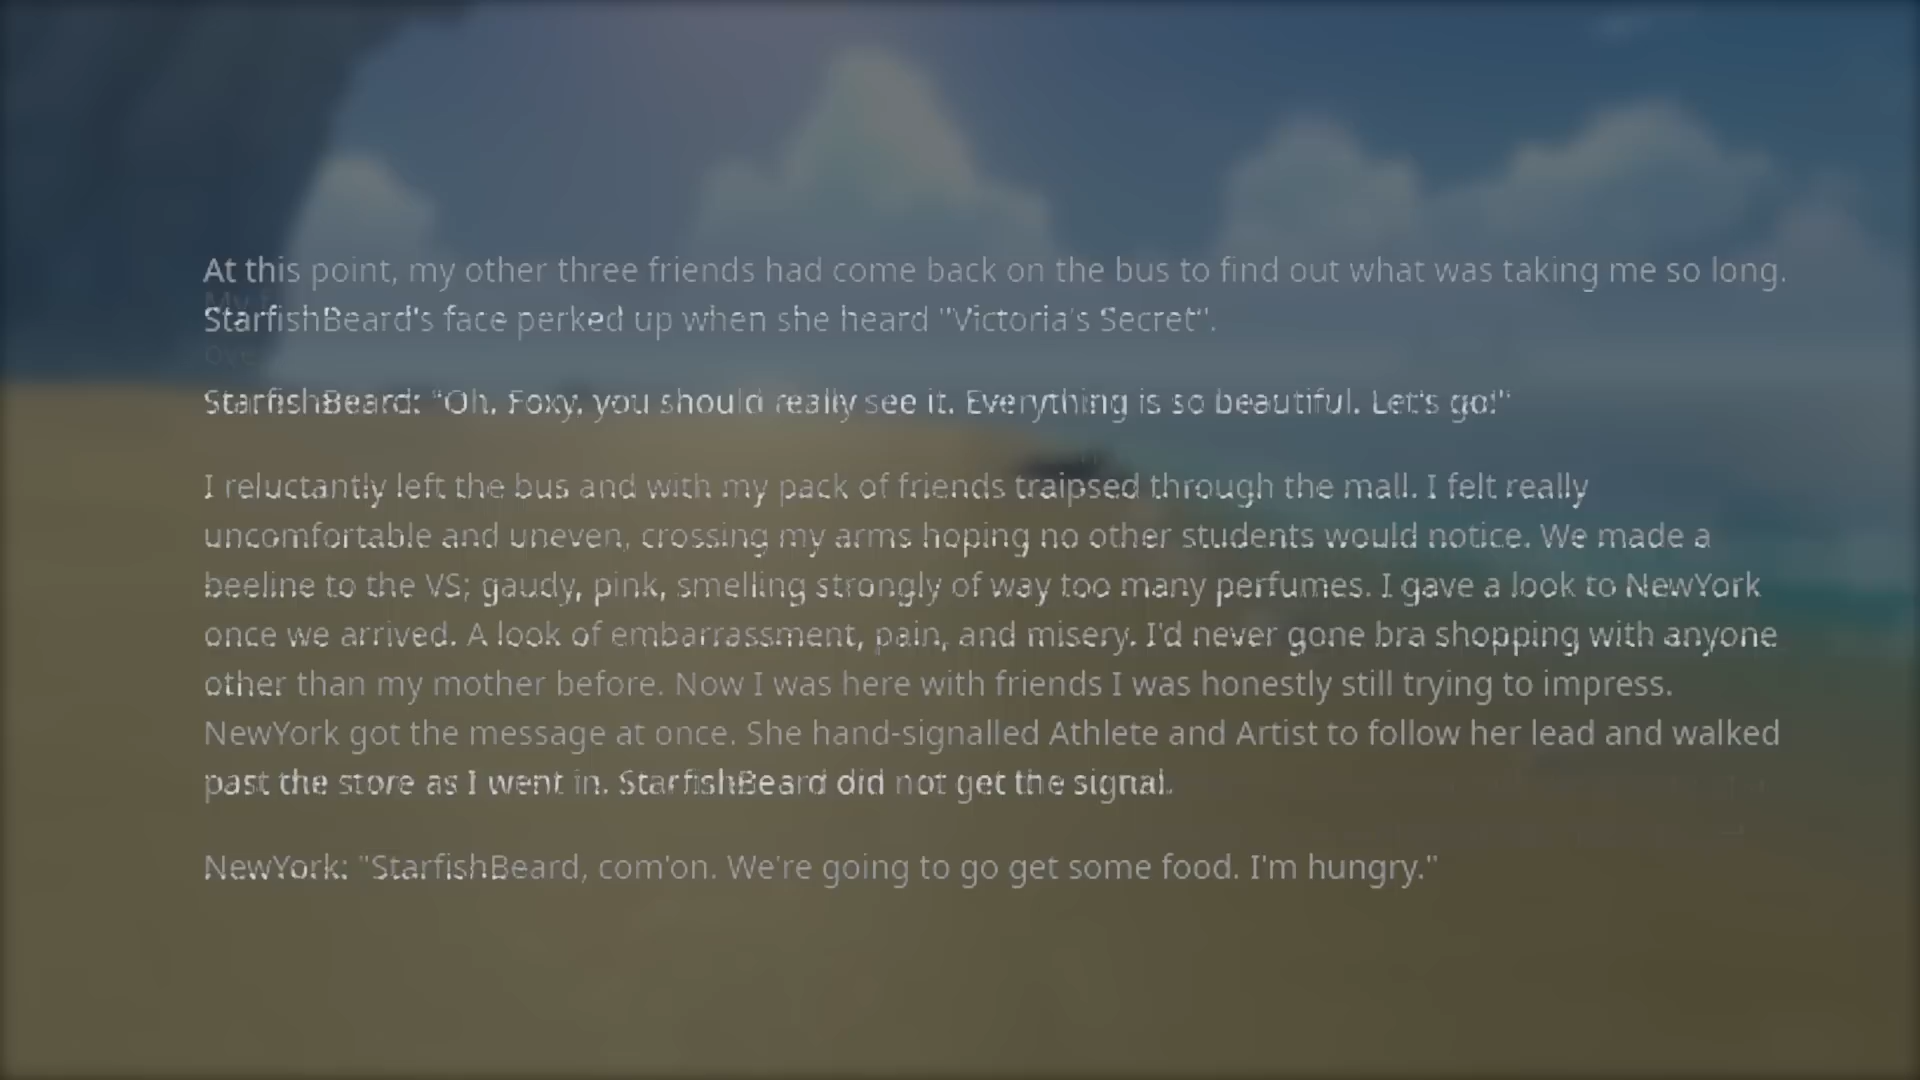 At this point, my other three friends had come back on the bus to find out what was taking me so long.
StarfishBeard's face perked up when she heard "Victoria's Secret".
StarfishBeard: "Oh, Foxy, you should really see it. Everything is so beautiful. Let's go!"
I reluctantly left the bus and with my pack of friends traipsed through the mall. I felt really
uncomfortable and uneven, crossing my arms hoping no other students would notice. We made a
beeline to the VS; gaudy, pink, smelling strongly of way too many perfumes. I gave a look to NewYork
once we arrived. A look of embarrassment, pain, and misery. I'd never gone bra shopping with anyone
other than my mother before. Now I was here with friends I was honestly still trying to impress.
NewYork got the message at once. She hand-signalled Athlete and Artist to follow her lead and walked
past the store as I went in. StarfishBeard did not get the signal.
NewYork: "StarfishBeard, com'on. We're going to go get some food. I'm hungry."